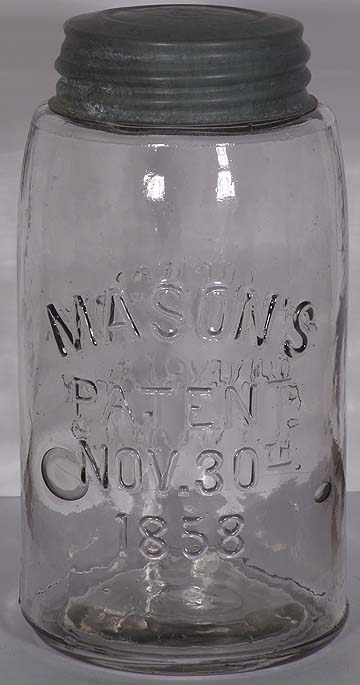 MASON'S
PATENT
NOV. 30TH.
1858